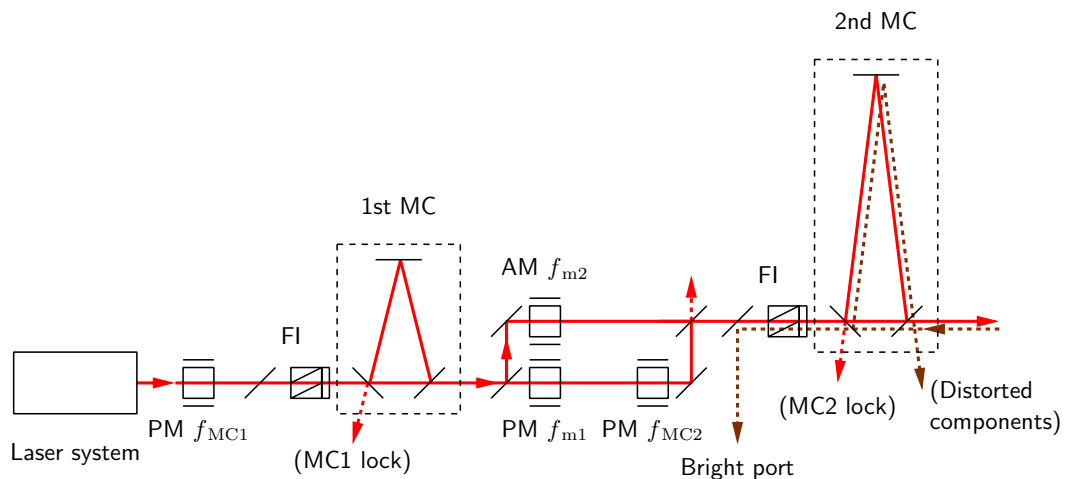 2nd MC
1st MC
AM f_m2
FI
FI
PM f_MC1
PM f_m1
PM f_MC2
Laser system
(MC1 lock)
Bright port
(MC2 lock)
(Distorted
components)